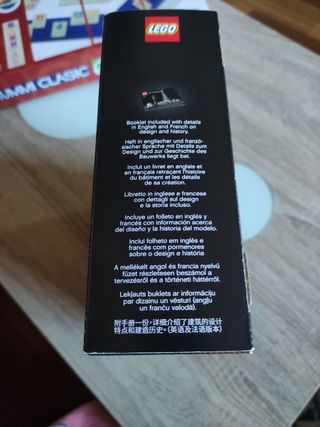 UMMI CLASIC
LEGO
Booklet included with details
in English and French on
design and history.
Heft in englischer und franzö-
sischer Sprache mit Details zum
Design und zur Geschichte des
Bauwerks liegt bei.
Inclut un livret en anglais et
en français retraçant l'histoire
du bâtiment et les détails
de sa création.
Libretto in inglese e francese
con dettagli sul design
e la storia incluso.
Incluye un folleto en inglés y
francés con información acerca
del diseño y la historia del modelo.
Inclui folheto em inglês e
francês com pormenores
sobre o design e história
A mellékelt angol és francia nyelvű
füzet részletesen beszámol a
tervezésről és a történeti háttérről.
Iekļauts buklets ar informāciju
par dizainu un vēsturi (angļu
un franču valodā).
附手册一份,详细介绍了建筑的设计
特点和建造历史。(英语及法语版本)